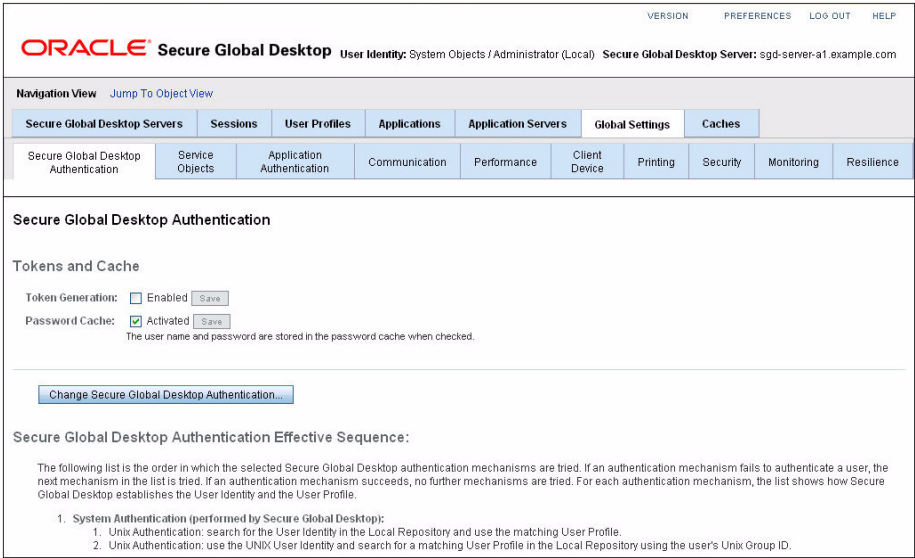 VERSION PREFERENCES LOG OUT HELP
ORACLE Secure Global Desktop User Identity: System Objects / Administrator (Local) Secure Global Desktop Server: sgd-server-a1.example.com
Navigation View Jump To Object View
Secure Global Desktop Servers Sessions User Profiles Applications Application Servers Global Settings Caches
Secure Global Desktop Authentication Service Objects Application Authentication Communication Performance Client Device Printing Security Monitoring Resilience
Secure Global Desktop Authentication
Tokens and Cache
Token Generation: Enabled Save
Password Cache: Activated Save
The user name and password are stored in the password cache when checked.
Change Secure Global Desktop Authentication...
Secure Global Desktop Authentication Effective Sequence:
The following list is the order in which the selected Secure Global Desktop authentication mechanisms are tried. If an authentication mechanism fails to authenticate a user, the
next mechanism in the list is tried. If an authentication mechanism succeeds, no further mechanisms are tried. For each authentication mechanism, the list shows how Secure
Global Desktop establishes the User Identity and the User Profile.
1. System Authentication (performed by Secure Global Desktop):
1. Unix Authentication: search for the User Identity in the Local Repository and use the matching User Profile.
2. Unix Authentication: use the UNIX User Identity and search for a matching User Profile in the Local Repository using the user's Unix Group ID.